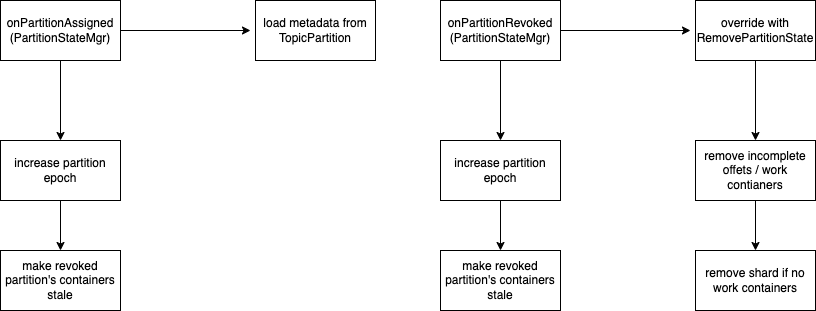 onPartitionAssigned
(PartitionStateMgr)
load metadata from
TopicPartition
increase partition
epoch
make revoked
partition's containers
stale
onPartitionRevoked
(PartitionStateMgr)
override with
RemovePartitionState
increase partition
epoch
remove incomplete
offets / work
contianers
make revoked
partition's containers
stale
remove shard if no
work containers